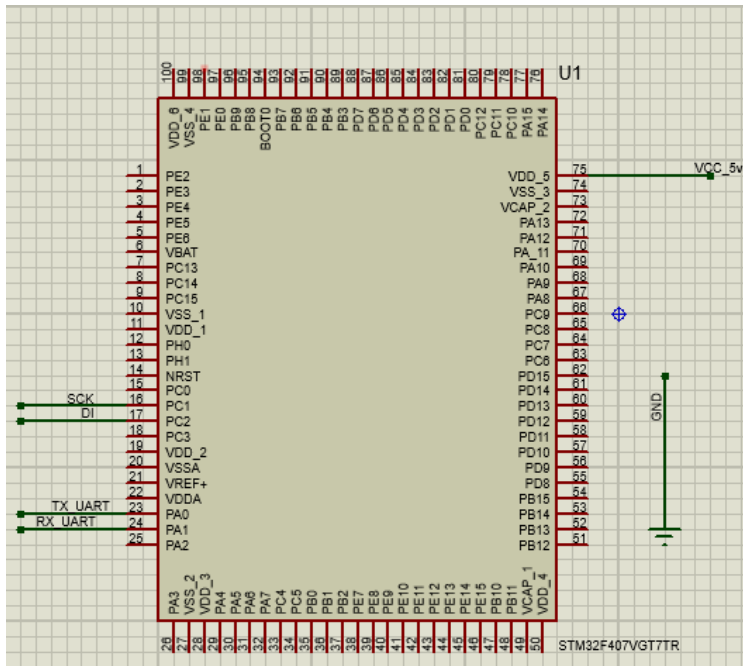 U1
100 99 98 97 96 95 94 93 92 91 90 89 88 87 86 85 84 83 82 81 80 79 78 77 76
VDD_6 VSS_4 PE1 PE0 PB9 PB8 BOOT0 PB7 PB6 PB5 PB4 PB3 PD7 PD6 PD5 PD4 PD3 PD2 PD1 PD0 PC12 PC11 PC10 PA15 PA14
1 PE2 VDD_5 75 VCC_5v
2 PE3 VSS_3 74
3 PE4 VCAP_2 73
4 PE5 PA13 72
5 PE6 PA12 71
6 VBAT PA_11 70
7 PC13 PA10 69
8 PC14 PA9 68
9 PC15 PA8 67
10 VSS_1 PC9 66
11 VDD_1 PC8 65
12 PH0 PC7 64
13 PH1 PC6 63
14 NRST PD15 62
15 PC0 PD14 61
SCK 16 PC1 PD13 60
DI 17 PC2 PD12 59
18 PC3 PD11 58
19 VDD_2 PD10 57
20 VSSA PD9 56
21 VREF+ PD8 55
22 VDDA PB15 54
TX_UART 23 PA0 PB14 53
RX_UART 24 PA1 PB13 52
25 PA2 PB12 51
GND
PA3 VSS_2 VDD_3 PA4 PA5 PA6 PA7 PC4 PC5 PB0 PB1 PB2 PE7 PE8 PE9 PE10 PE11 PE12 PE13 PE14 PE15 PB10 PB11 VCAP_1 VDD_4
26 27 28 29 30 31 32 33 34 35 36 37 38 39 40 41 42 43 44 45 46 47 48 49 50
STM32F407VGT7TR